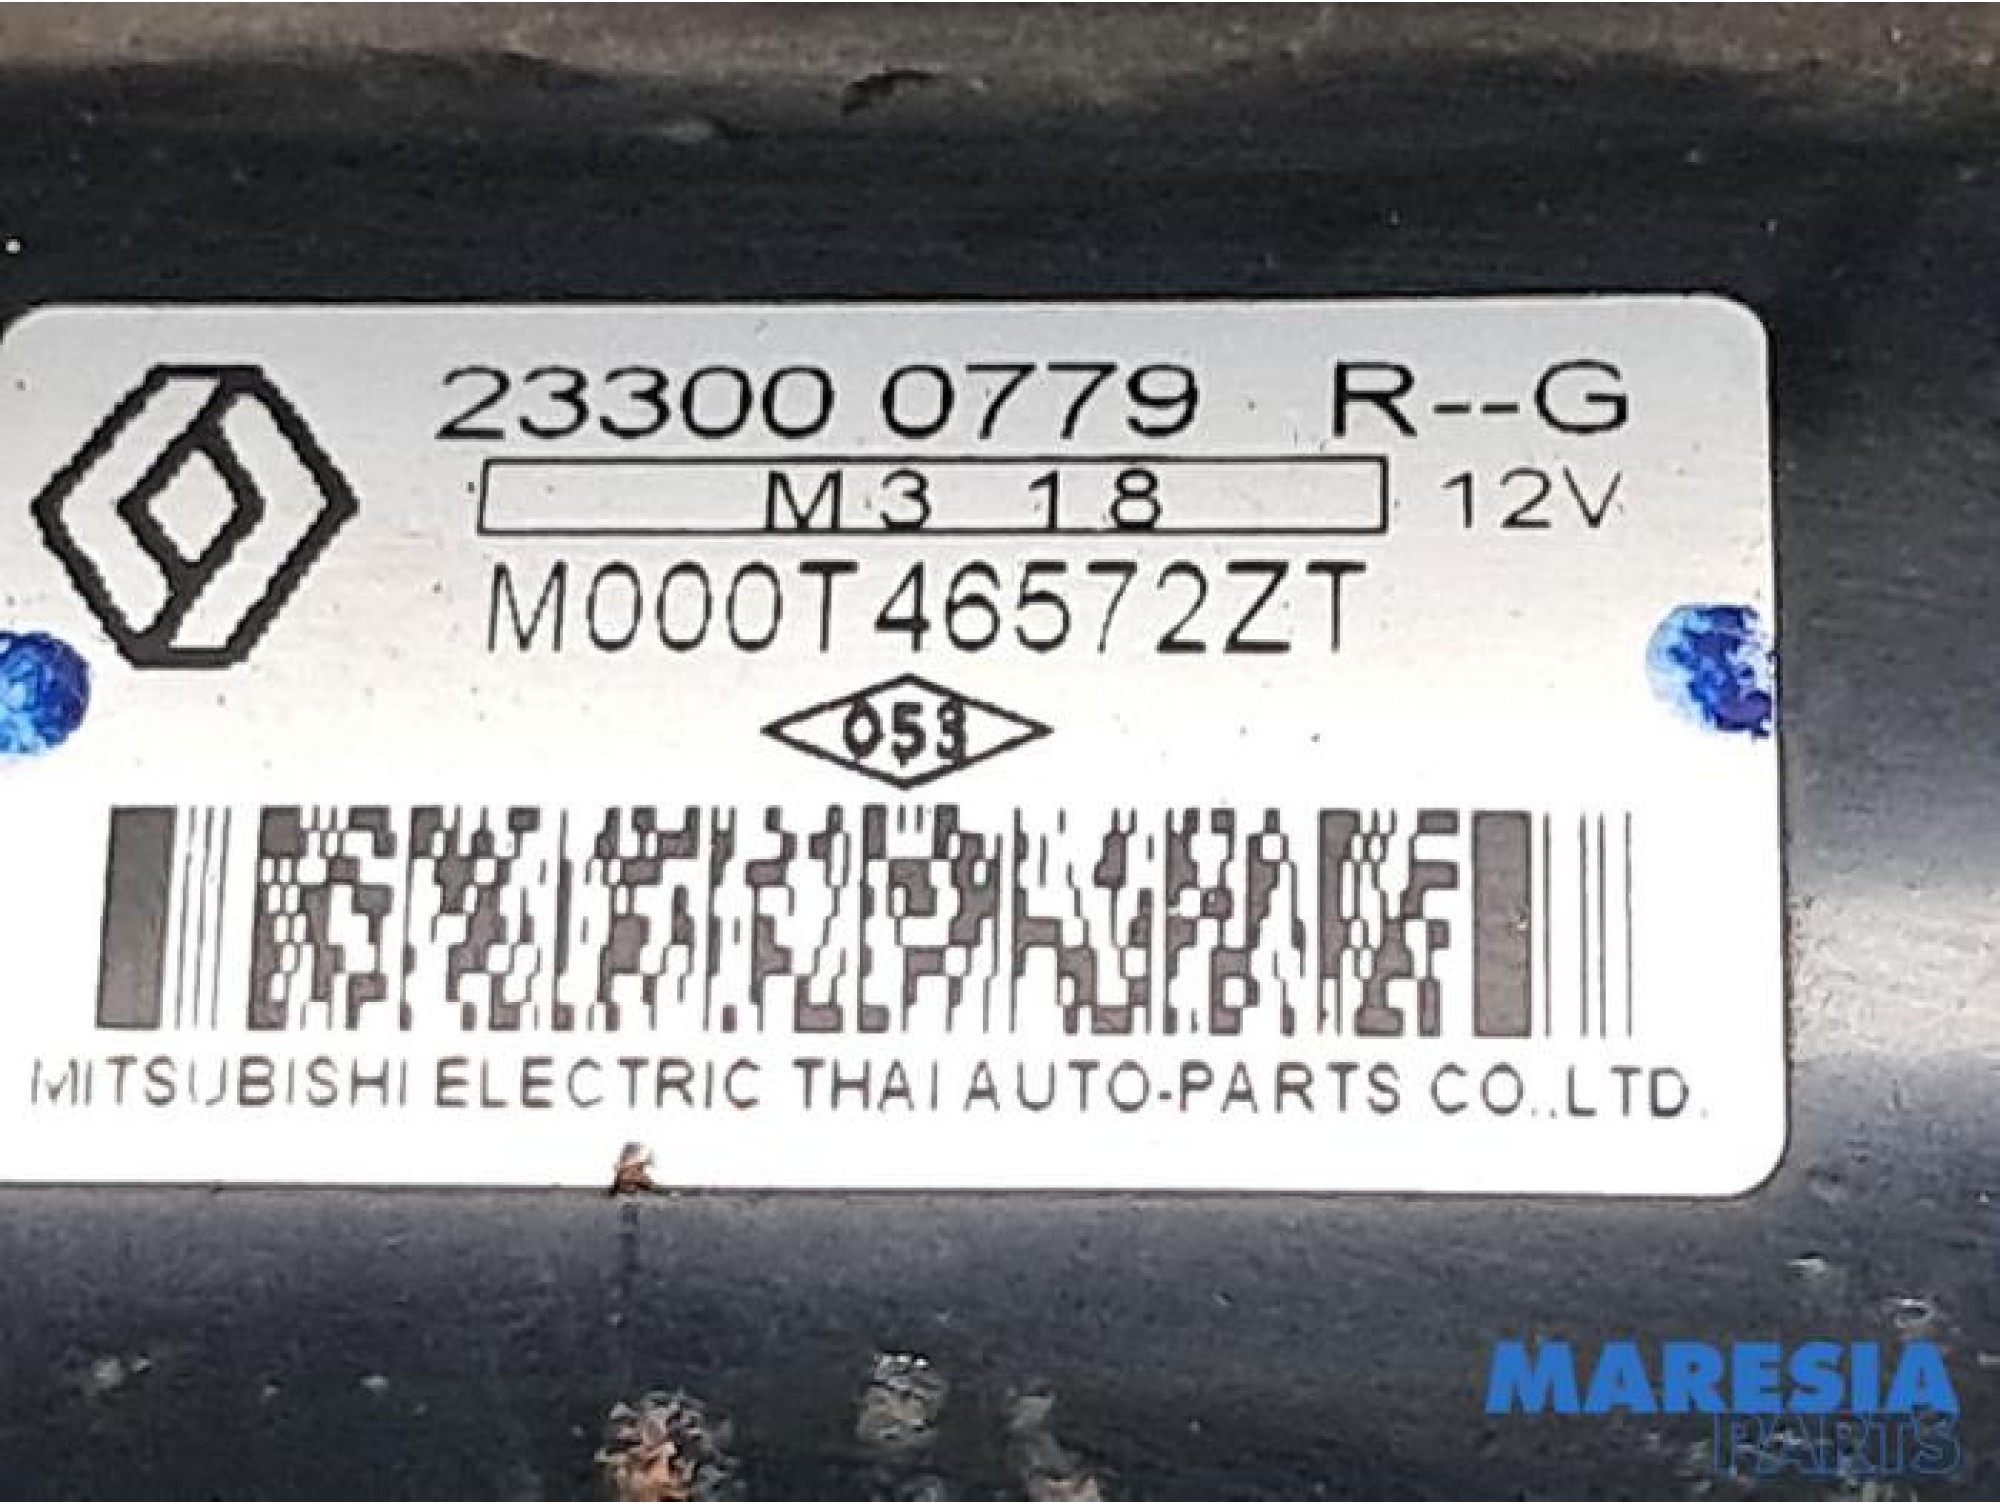 23300 0779 R--G
M3 18 12V
M000T46572ZT
053
MITSUBISHI ELECTRIC THAI AUTO-PARTS CO.,LTD.
MARESIA
PARTS